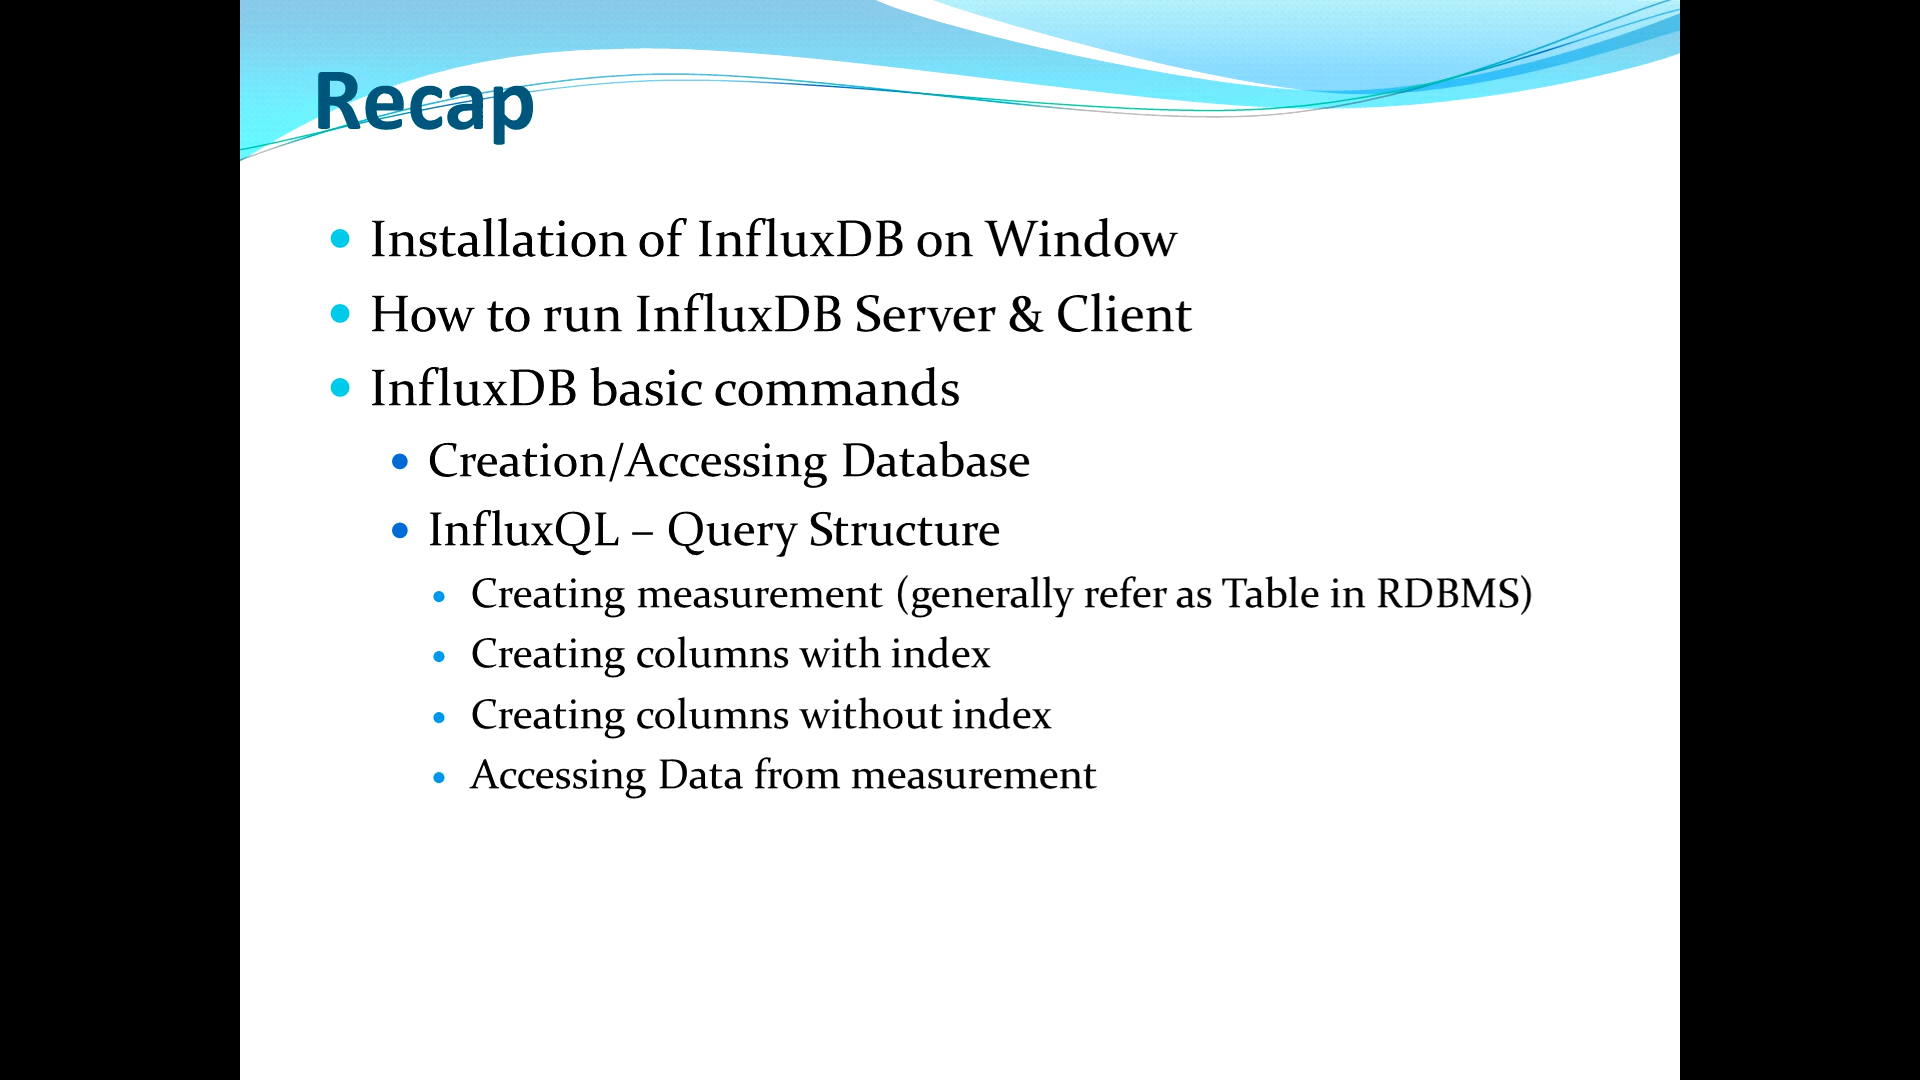 Recap
Installation of InfluxDB on Window
How to run InfluxDB Server & Client
InfluxDB basic commands
Creation/Accessing Database
InfluxQL – Query Structure
Creating measurement (generally refer as Table in RDBMS)
Creating columns with index
Creating columns without index
Accessing Data from measurement